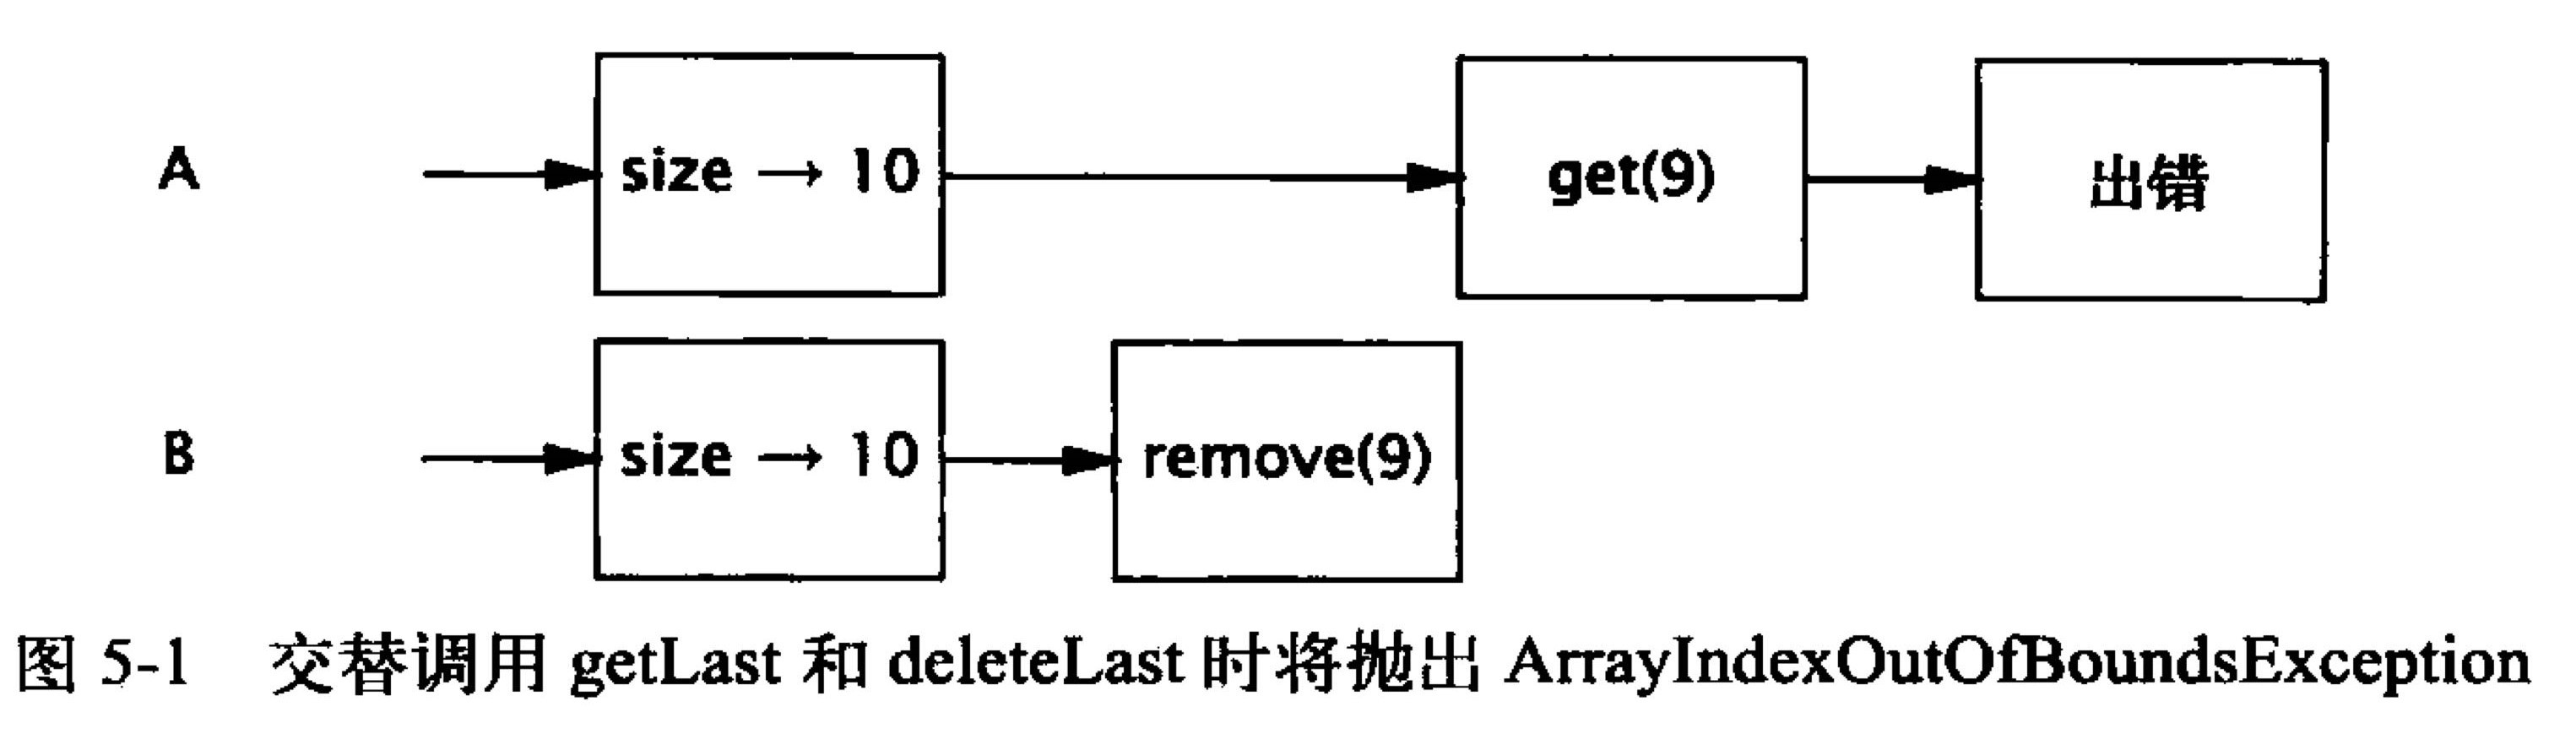 A size → 10 get(9) 出错
B size → 10 remove(9)
图 5-1 交替调用 getLast 和 deleteLast 时将抛出 ArrayIndexOutOfBoundsException